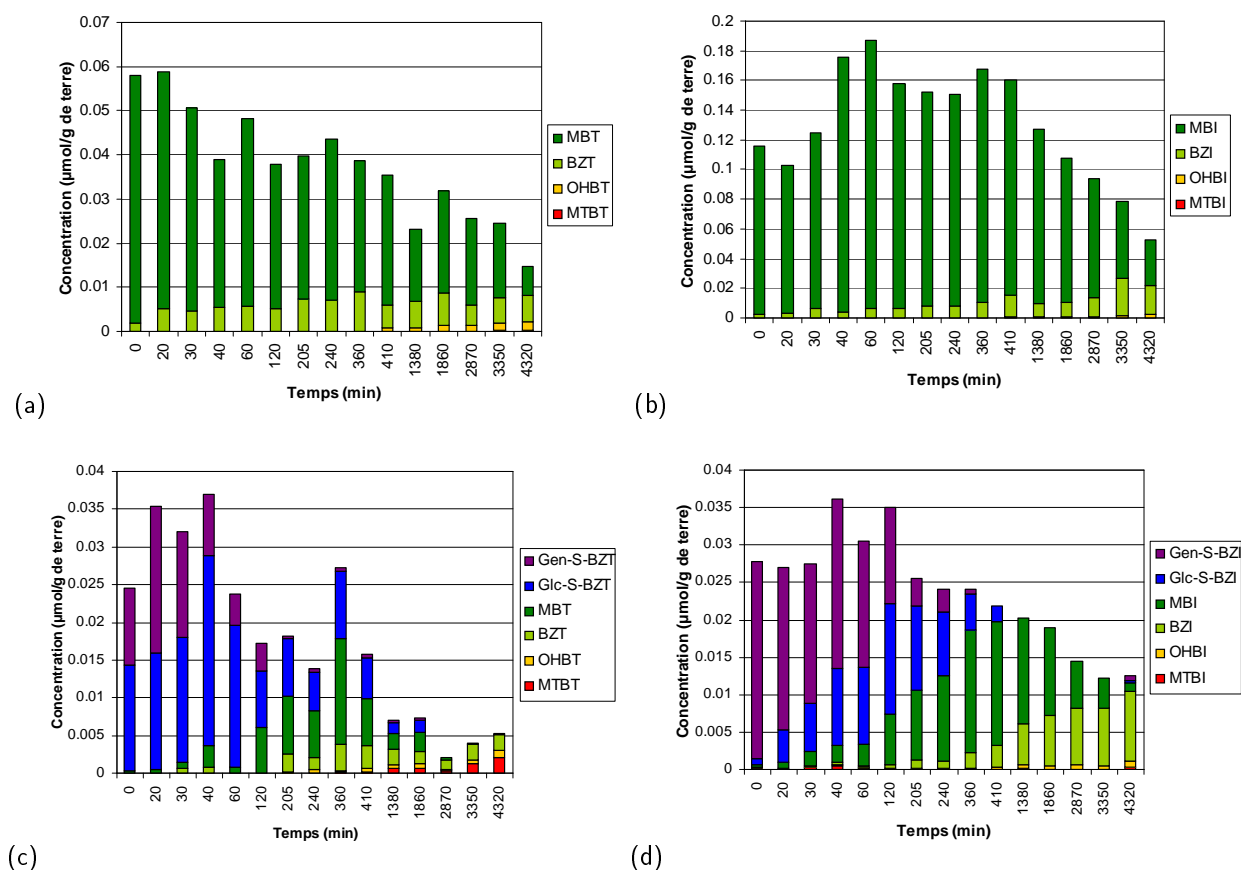 Concentration (µmol/g de terre)
0.07
0.06
0.05
0.04
0.03
0.02
0.01
0
0 20 30 40 60 120 205 240 360 410 1380 1860 2870 3350 4320
Temps (min)
MBT
BZT
OHBT
MTBT
(a)
Concentration (µmol/g de terre)
0.2
0.18
0.16
0.14
0.12
0.1
0.08
0.06
0.04
0.02
0
0 20 30 40 60 120 205 240 360 410 1380 1860 2870 3350 4320
Temps (min)
MBI
BZI
OHBI
MTBI
(b)
Concentration (µmol/g de terre)
0.04
0.035
0.03
0.025
0.02
0.015
0.01
0.005
0
0 20 30 40 60 120 205 240 360 410 1380 1860 2870 3350 4320
Temps (min)
Gen-S-BZT
Glc-S-BZT
MBT
BZT
OHBT
MTBT
(c)
Concentration (µmol/g de terre)
0.04
0.035
0.03
0.025
0.02
0.015
0.01
0.005
0
0 20 30 40 60 120 205 240 360 410 1380 1860 2870 3350 4320
Temps (min)
Gen-S-BZI
Glc-S-BZI
MBI
BZI
OHBI
MTBI
(d)